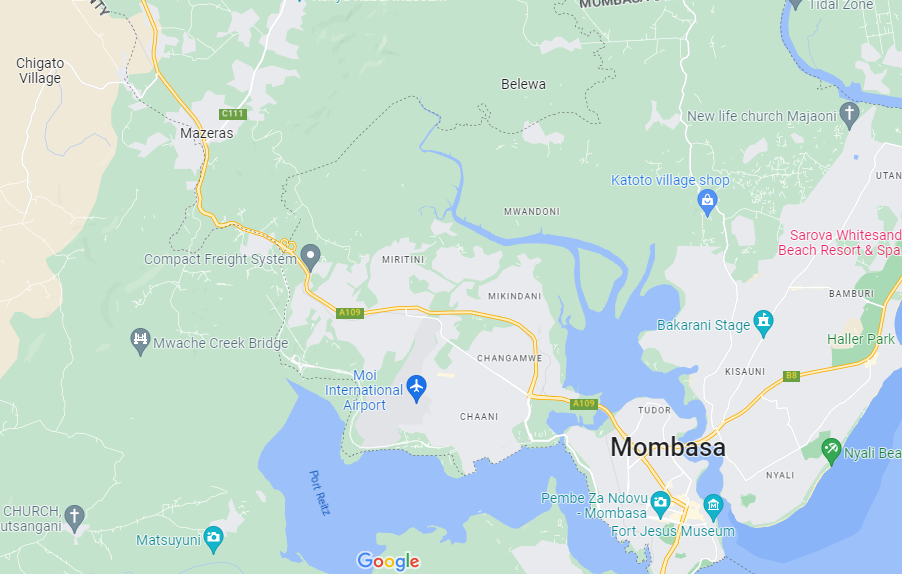 NTY
MOMBASA
Tidal Zone
Chigato
Village
Belewa
C111
Mazeras
New life church Majaoni
UTAN
Katoto village shop
MWANDONI
Sarova Whitesand
Beach Resort & Spa
Compact Freight System
MIRITINI
MIKINDANI
BAMBURI
A109
Bakarani Stage
Haller Park
Mwache Creek Bridge
CHANGAMWE
KISAUNI
B8
Moi
International
Airport
A109
TUDOR
CHAANI
Mombasa
Nyali Bea
NYALI
Port Reitz
CHURCH,
utsangani
Pembe Za Ndovu
- Mombasa
Fort Jesus Museum
Matsuyuni
Google